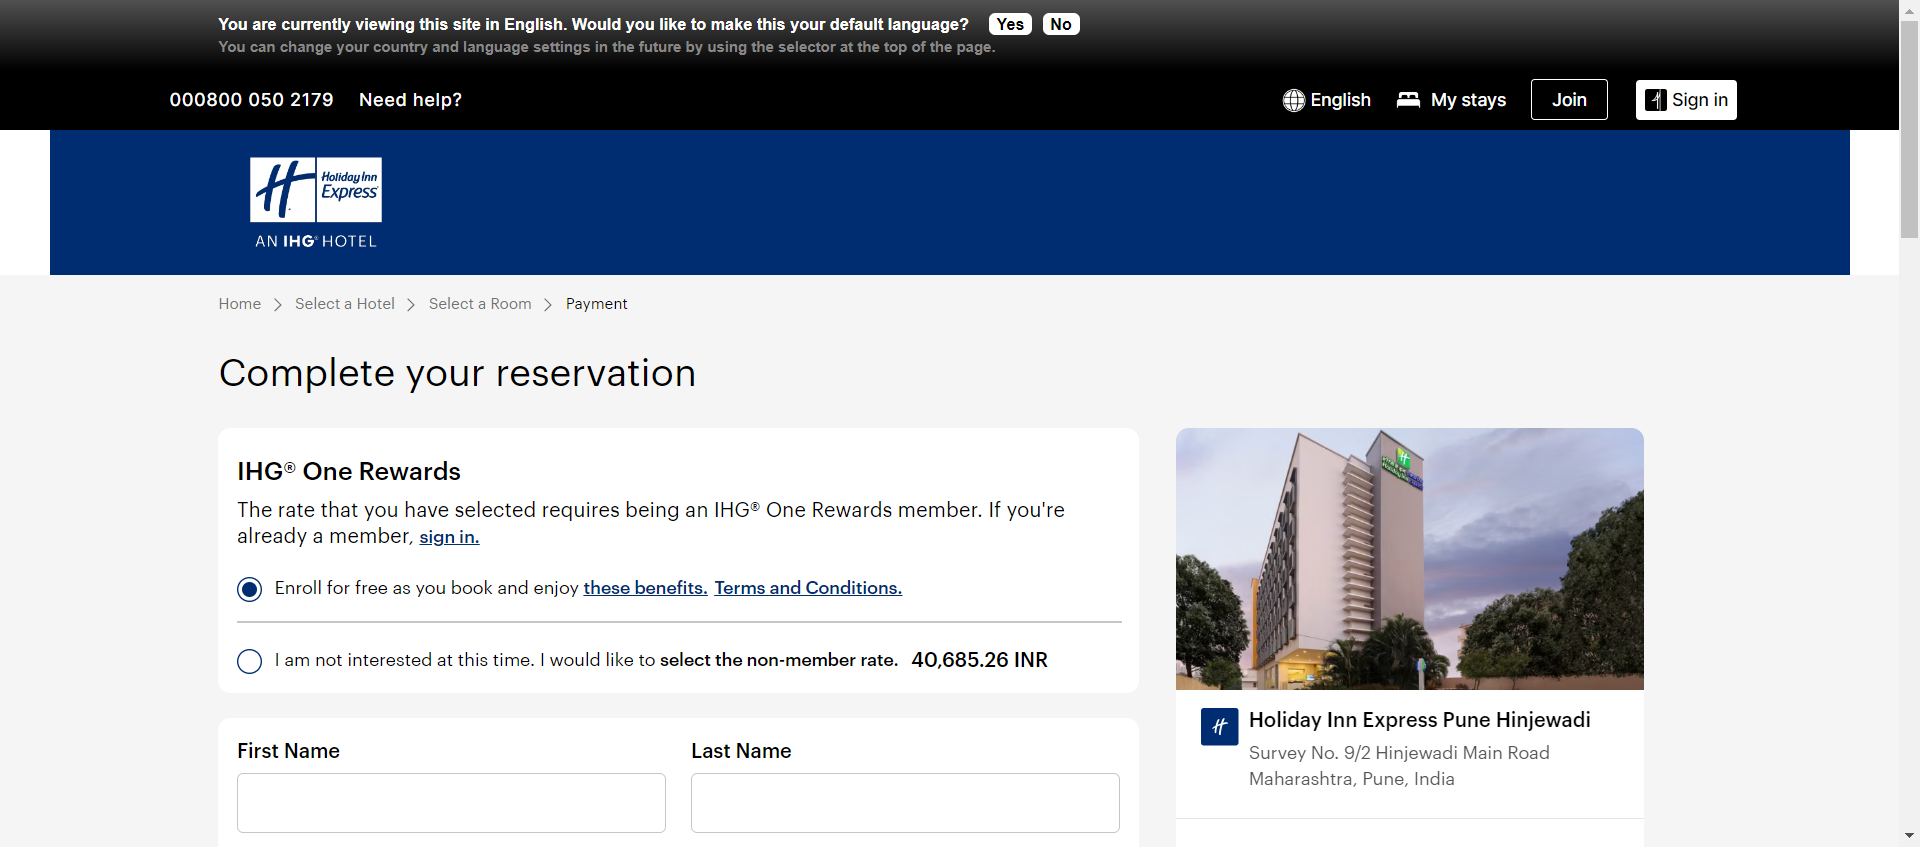 You are currently viewing this site in English. Would you like to make this your default language? Yes No
You can change your country and language settings in the future by using the selector at the top of the page.
000800 050 2179 Need help? English My stays Join Sign in
Holiday Inn
Express
AN IHG® HOTEL
Home > Select a Hotel > Select a Room > Payment
Complete your reservation
IHG® One Rewards
The rate that you have selected requires being an IHG® One Rewards member. If you're
already a member, sign in.
Enroll for free as you book and enjoy these benefits. Terms and Conditions.
I am not interested at this time. I would like to select the non-member rate. 40,685.26 INR
First Name Last Name
Holiday Inn Express Pune Hinjewadi
Survey No. 9/2 Hinjewadi Main Road
Maharashtra, Pune, India